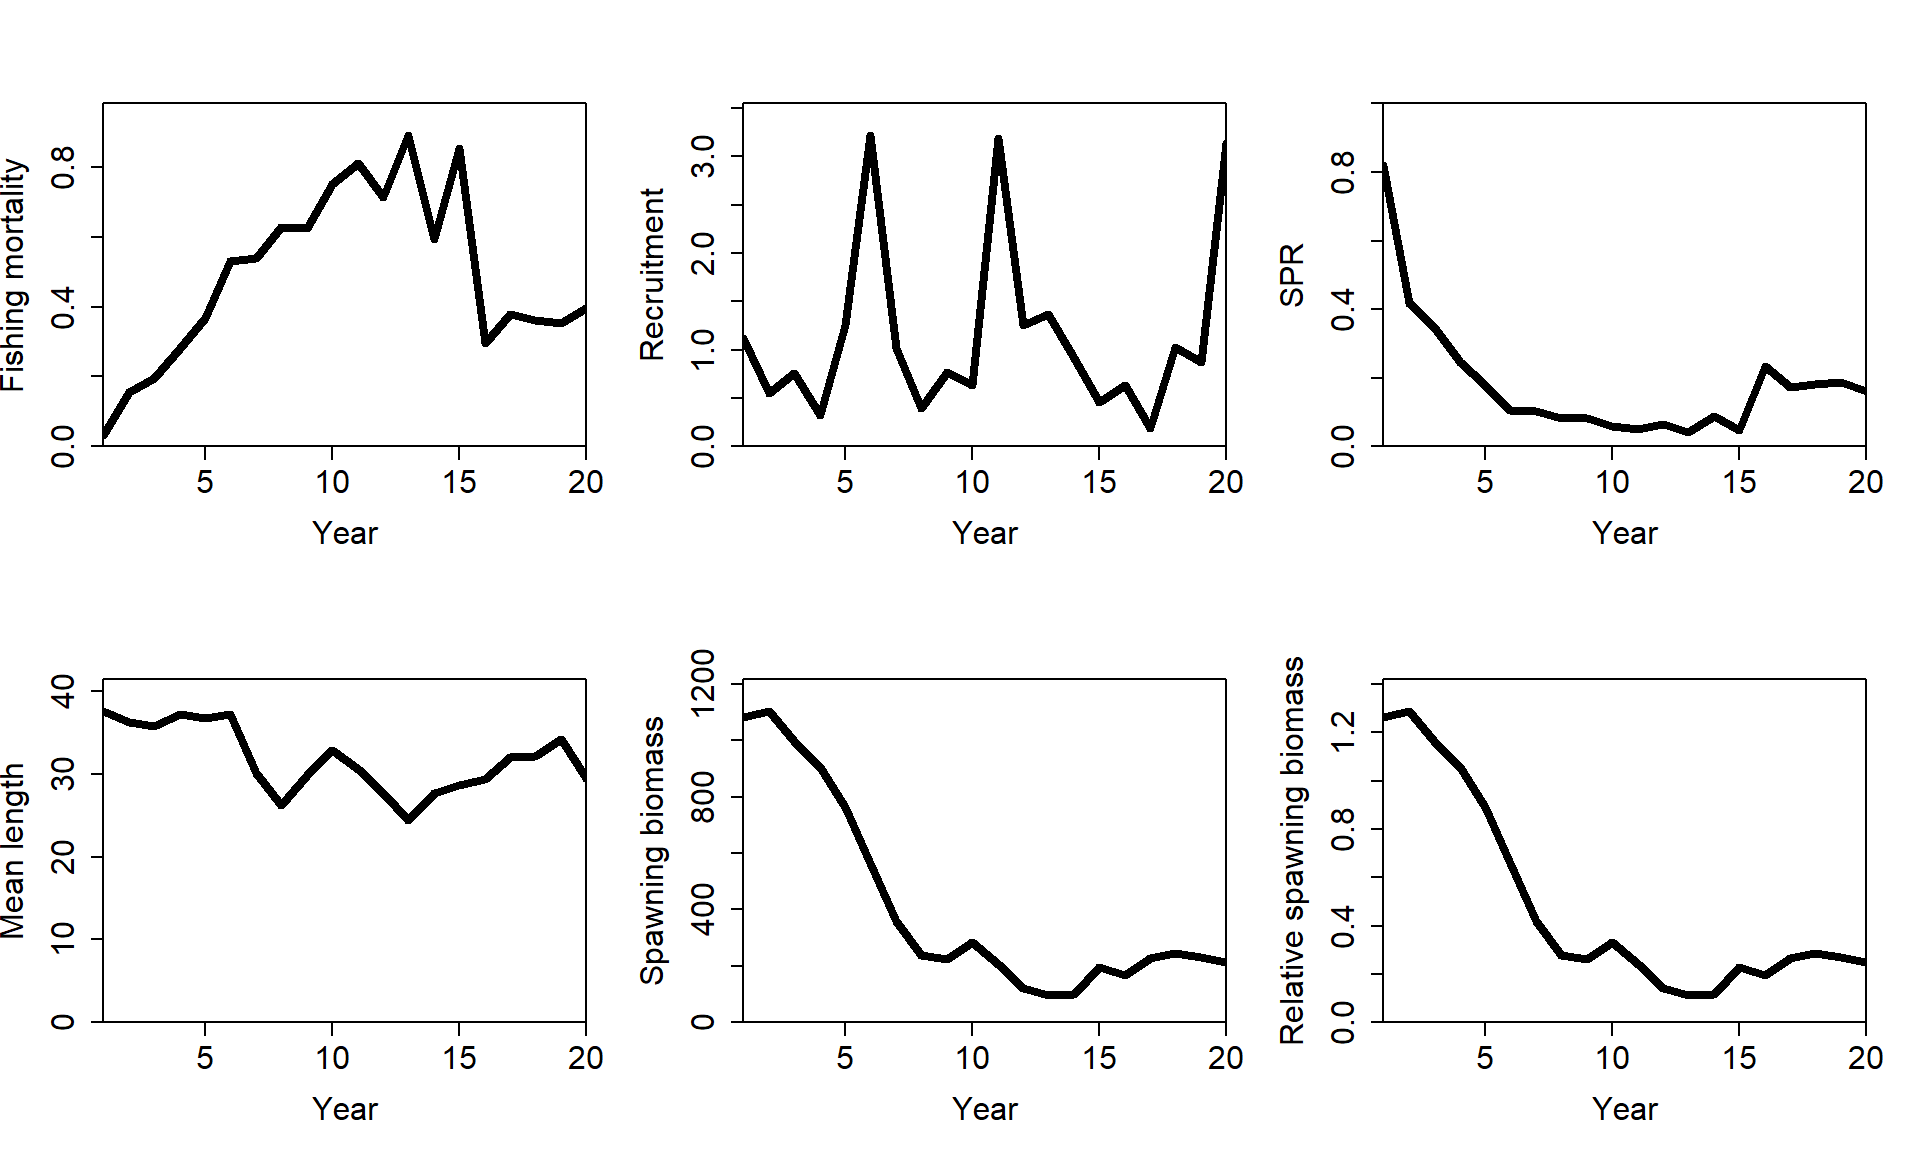 Fishing mortality
0.0 0.4 0.8
5 10 15 20
Year
Recruitment
0.0 1.0 2.0 3.0
5 10 15 20
Year
SPR
0.0 0.4 0.8
5 10 15 20
Year
Mean length
0 10 20 30 40
5 10 15 20
Year
Spawning biomass
0 400 800 1200
5 10 15 20
Year
Relative spawning biomass
0.0 0.4 0.8 1.2
5 10 15 20
Year